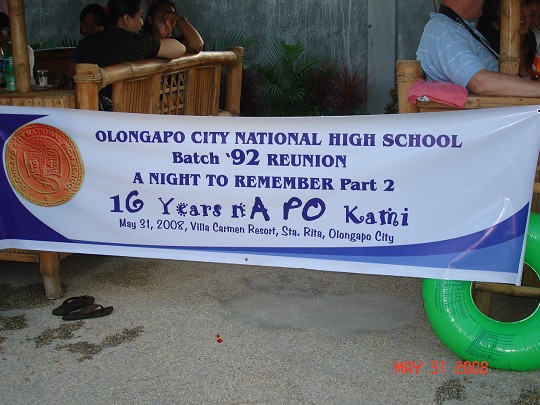 OLONGAPO CITY NATIONAL HIGH SCHOOL
Batch '92 REUNION
A NIGHT TO REMEMBER Part 2
16 Years nA PO Kami
May 31, 2008, Villa Carmen Resort, Sta. Rita, Olongapo City
MAY 31 2008